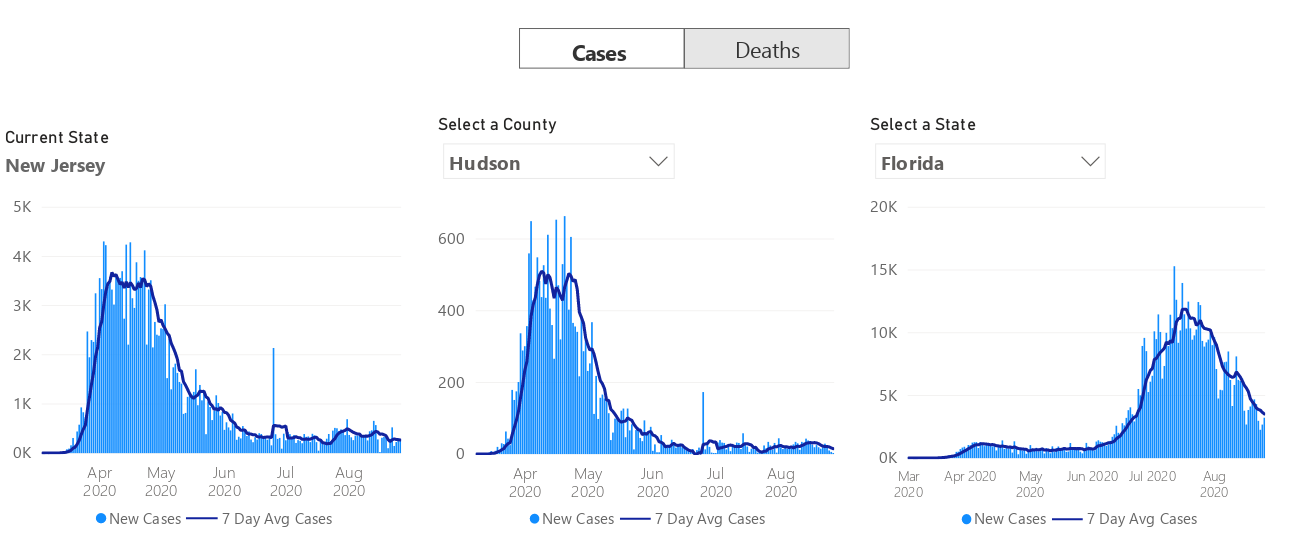 Cases Deaths
Current State
New Jersey
Select a County
Hudson
Select a State
Florida
5K
4K
3K
2K
1K
0K
Apr 2020
May 2020
Jun 2020
Jul 2020
Aug 2020
New Cases 7 Day Avg Cases
600
400
200
0
Apr 2020
May 2020
Jun 2020
Jul 2020
Aug 2020
New Cases 7 Day Avg Cases
20K
15K
10K
5K
0K
Mar 2020
Apr 2020
May 2020
Jun 2020
Jul 2020
Aug 2020
New Cases 7 Day Avg Cases